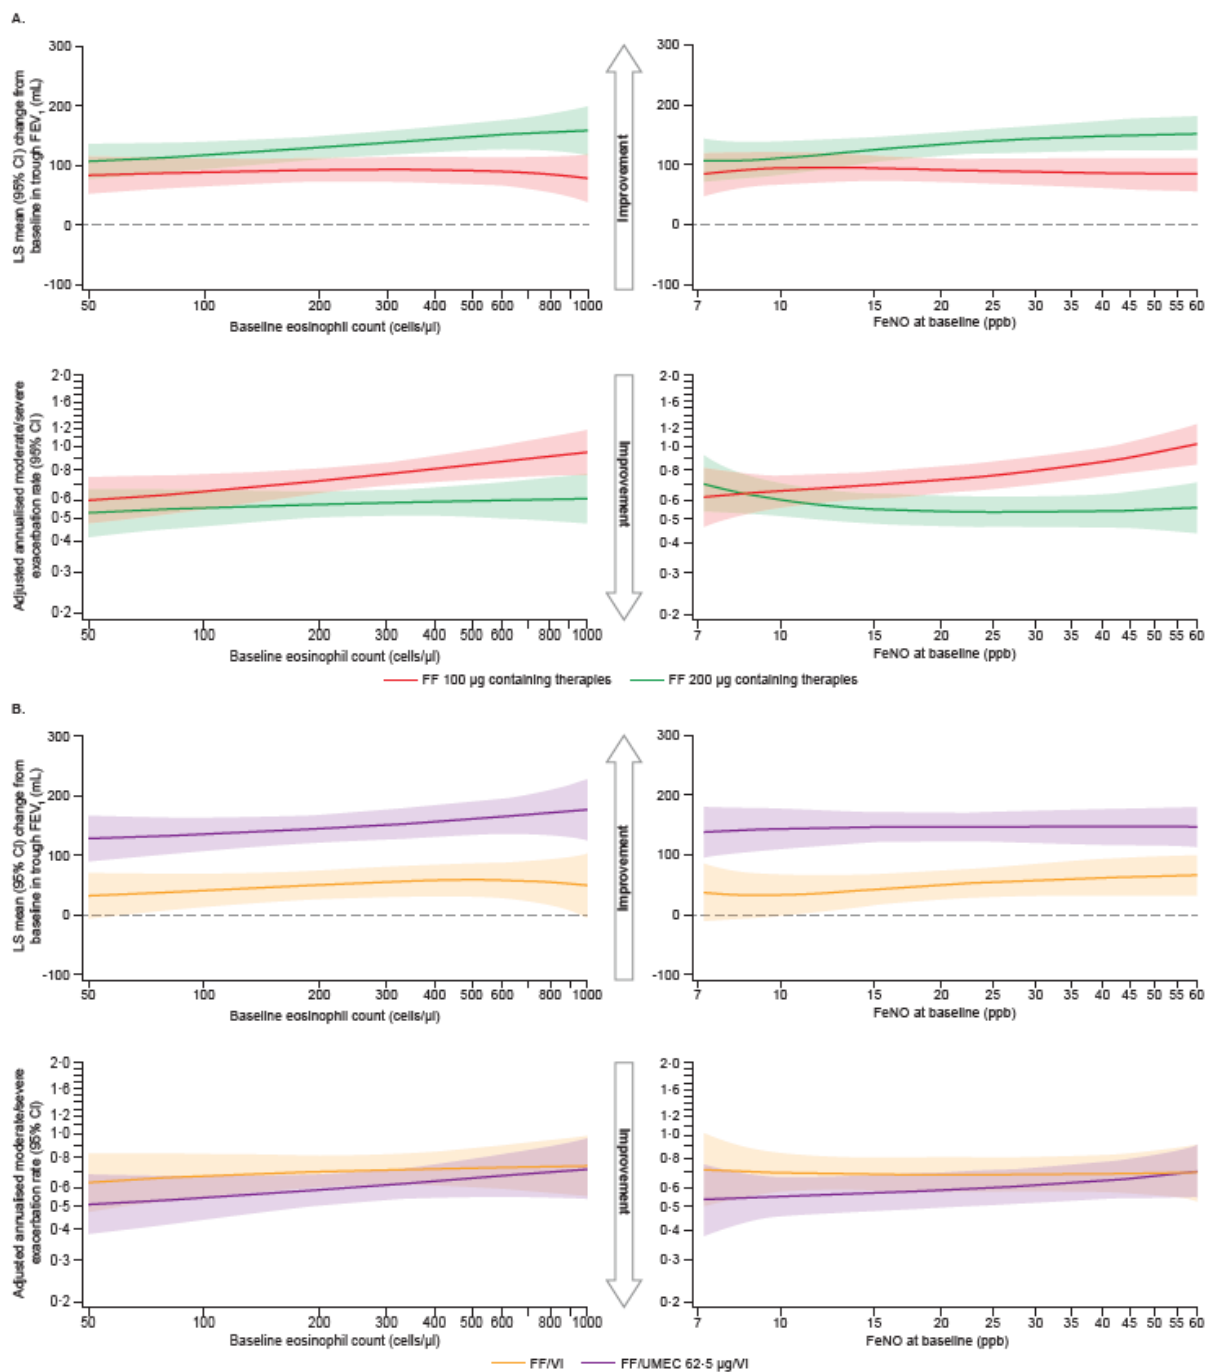 A.
LS mean (95% CI) change from
baseline in trough FEV1 (mL)
300
200
100
0
-100
50 100 200 300 400 500 600 800 1000
Baseline eosinophil count (cells/µl)
Improvement
300
200
100
0
-100
7 10 15 20 25 30 35 40 45 50 55 60
FeNO at baseline (ppb)
Adjusted annualised moderate/severe
exacerbation rate (95% CI)
2·0
1·6
1·2
1·0
0·8
0·6
0·5
0·4
0·3
0·2
50 100 200 300 400 500 600 800 1000
Baseline eosinophil count (cells/µl)
Improvement
2·0
1·6
1·2
1·0
0·8
0·6
0·5
0·4
0·3
0·2
7 10 15 20 25 30 35 40 45 50 55 60
FeNO at baseline (ppb)
FF 100 µg containing therapies FF 200 µg containing therapies
B.
LS mean (95% CI) change from
baseline in trough FEV1 (mL)
300
200
100
0
-100
50 100 200 300 400 500 600 800 1000
Baseline eosinophil count (cells/µl)
Improvement
300
200
100
0
-100
7 10 15 20 25 30 35 40 45 50 55 60
FeNO at baseline (ppb)
Adjusted annualised moderate/severe
exacerbation rate (95% CI)
2·0
1·6
1·2
1·0
0·8
0·6
0·5
0·4
0·3
0·2
50 100 200 300 400 500 600 800 1000
Baseline eosinophil count (cells/µl)
Improvement
2·0
1·6
1·2
1·0
0·8
0·6
0·5
0·4
0·3
0·2
7 10 15 20 25 30 35 40 45 50 55 60
FeNO at baseline (ppb)
FF/VI FF/UMEC 62·5 µg/VI